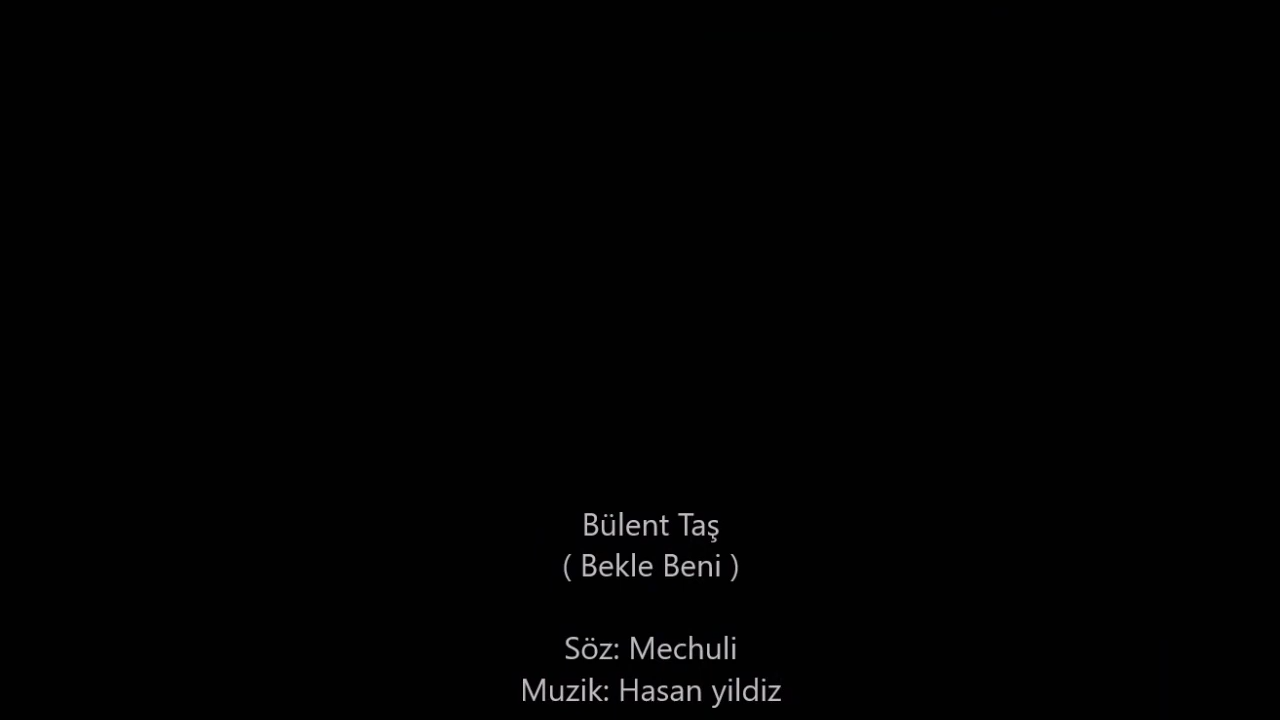 Bülent Taş
( Bekle Beni )
Söz: Mechuli
Muzik: Hasan yildiz